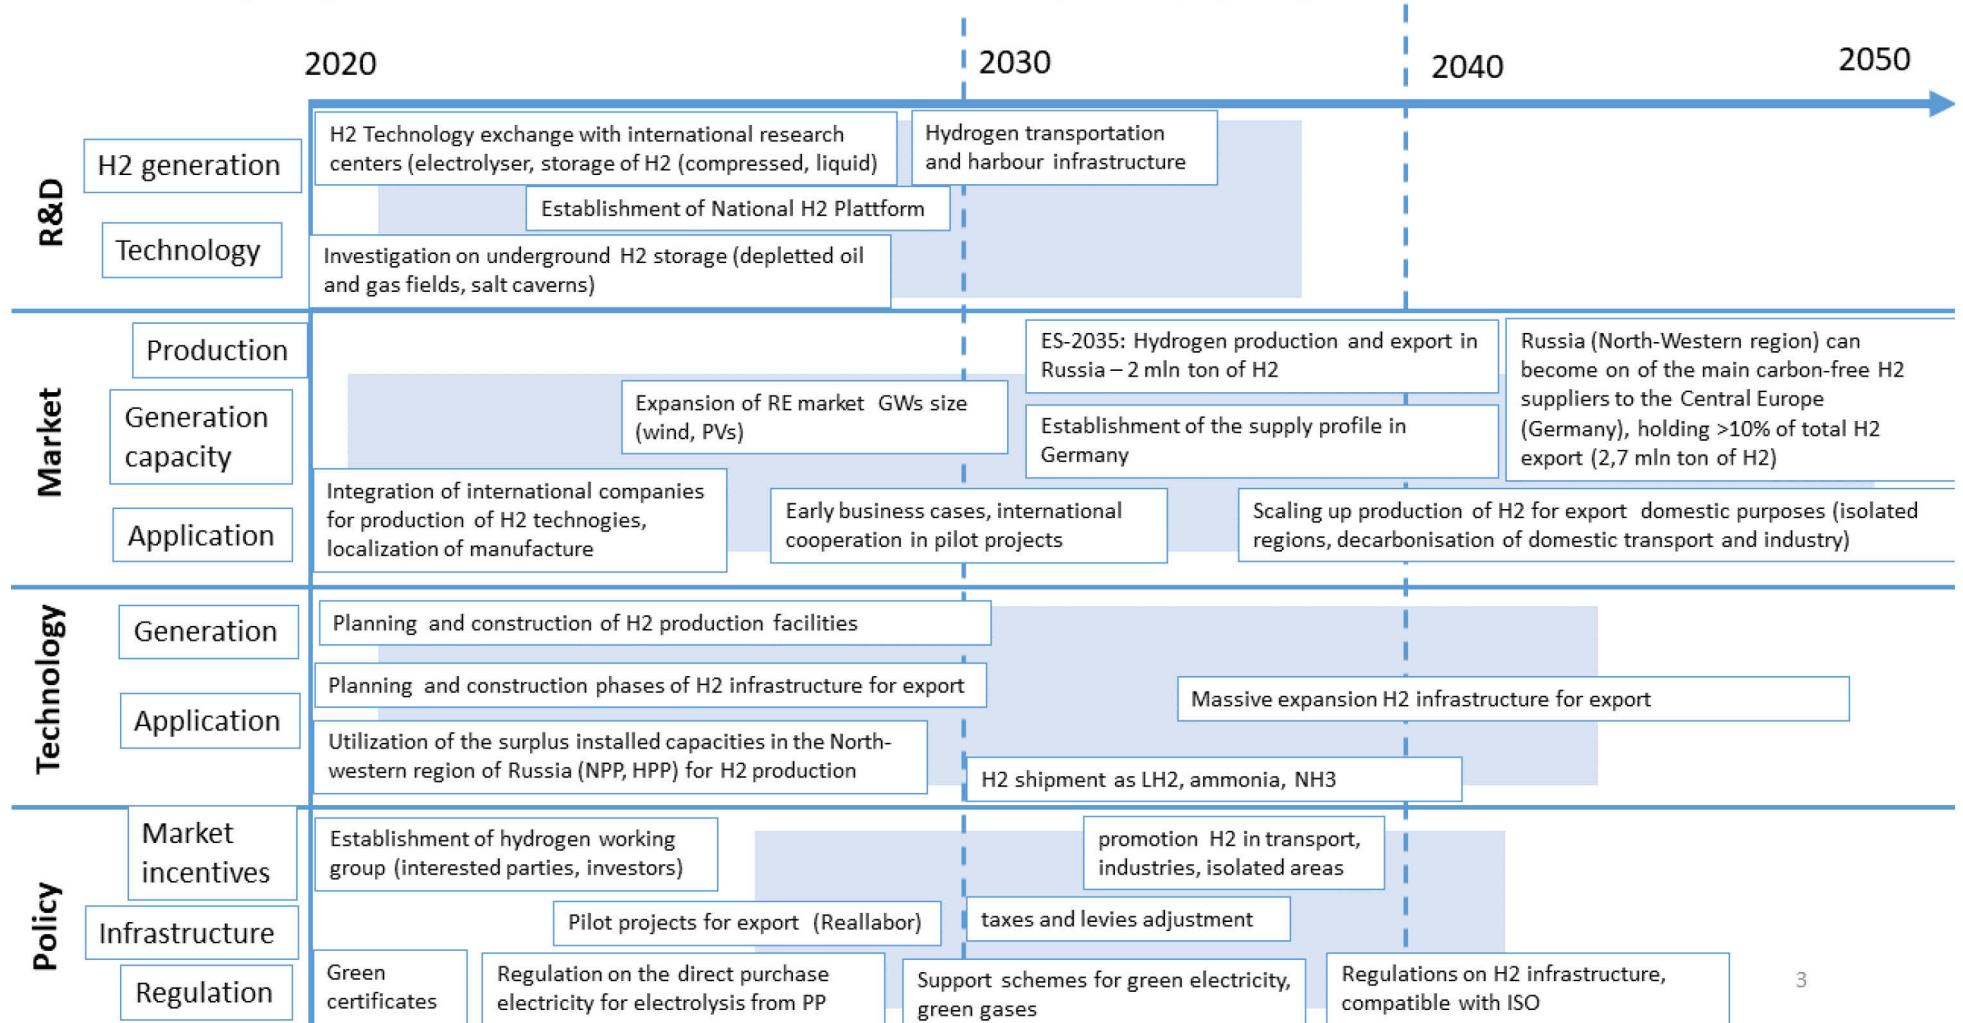 2020
2030
2040
2050
R&D
H2 generation
Technology
H2 Technology exchange with international research
centers (electrolyser, storage of H2 (compressed, liquid)
Hydrogen transportation
and harbour infrastructure
Establishment of National H2 Plattform
Investigation on underground H2 storage (depletted oil
and gas fields, salt caverns)
Market
Production
Generation
capacity
Application
ES-2035: Hydrogen production and export in
Russia – 2 mln ton of H2
Russia (North-Western region) can
become on of the main carbon-free H2
suppliers to the Central Europe
(Germany), holding >10% of total H2
export (2,7 mln ton of H2)
Expansion of RE market GWs size
(wind, PVs)
Establishment of the supply profile in
Germany
Integration of international companies
for production of H2 technogies,
localization of manufacture
Early business cases, international
cooperation in pilot projects
Scaling up production of H2 for export domestic purposes (isolated
regions, decarbonisation of domestic transport and industry)
Technology
Generation
Application
Planning and construction of H2 production facilities
Planning and construction phases of H2 infrastructure for export
Massive expansion H2 infrastructure for export
Utilization of the surplus installed capacities in the North-
western region of Russia (NPP, HPP) for H2 production
H2 shipment as LH2, ammonia, NH3
Policy
Market
incentives
Infrastructure
Regulation
Establishment of hydrogen working
group (interested parties, investors)
promotion H2 in transport,
industries, isolated areas
Pilot projects for export (Reallabor)
taxes and levies adjustment
Green
certificates
Regulation on the direct purchase
electricity for electrolysis from PP
Support schemes for green electricity,
green gases
Regulations on H2 infrastructure,
compatible with ISO
3